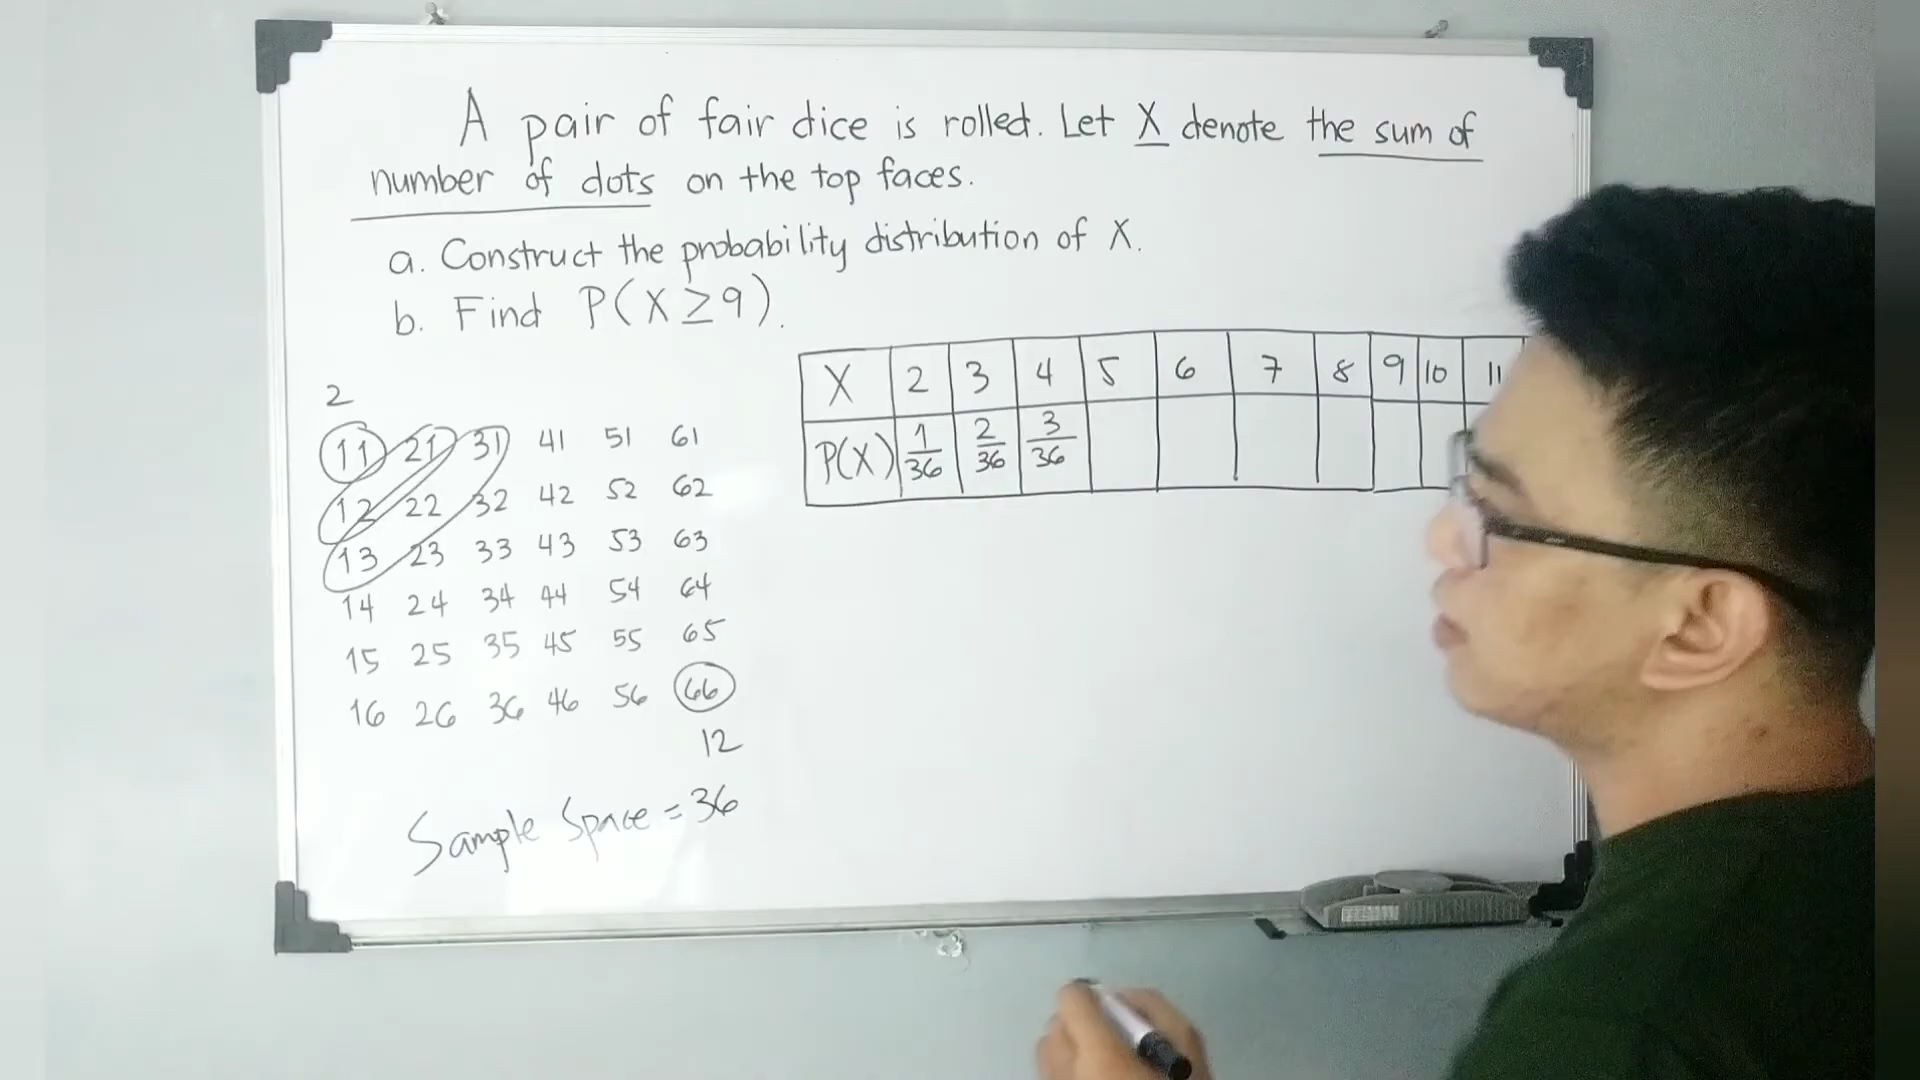 A pair of fair dice is rolled. Let X denote the sum of
number of dots on the top faces.
a. Construct the probability distribution of X.
b. Find P(X ≥ 9).
X 2 3 4 5 6 7 8 9 10 11
P(X) 1/36 2/36 3/36
2
11 21 31 41 51 61
12 22 32 42 52 62
13 23 33 43 53 63
14 24 34 44 54 64
15 25 35 45 55 65
16 26 36 46 56 66
12
Sample Space = 36